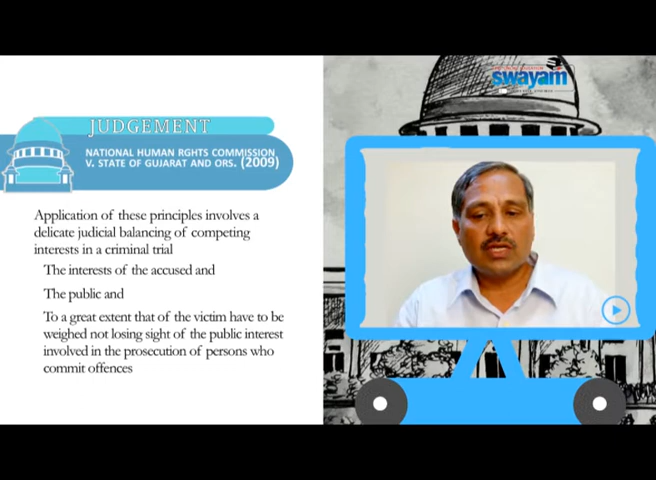 JUDGEMENT
NATIONAL HUMAN RGHTS COMMISSION
V. STATE OF GUJARAT AND ORS. (2009)
Application of these principles involves a
delicate judicial balancing of competing
interests in a criminal trial
The interests of the accused and
The public and
To a great extent that of the victim have to be
weighed not losing sight of the public interest
involved in the prosecution of persons who
commit offences
swayam